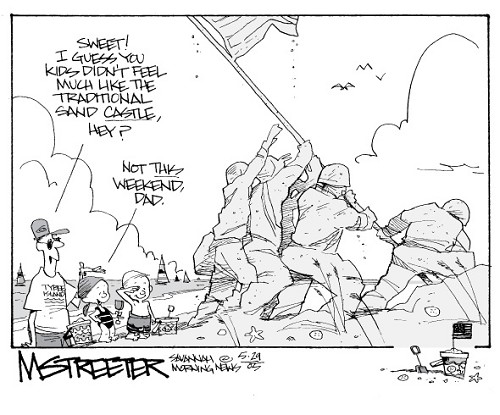 SWEET!
I GUESS YOU
KIDS DIDN'T FEEL
MUCH LIKE THE
TRADITIONAL
SAND CASTLE,
HEY?
NOT THIS
WEEKEND,
DAD.
TYBEE
ISLAND
MSTREETER
SAVANNAH
MORNING NEWS
©
5.29
05